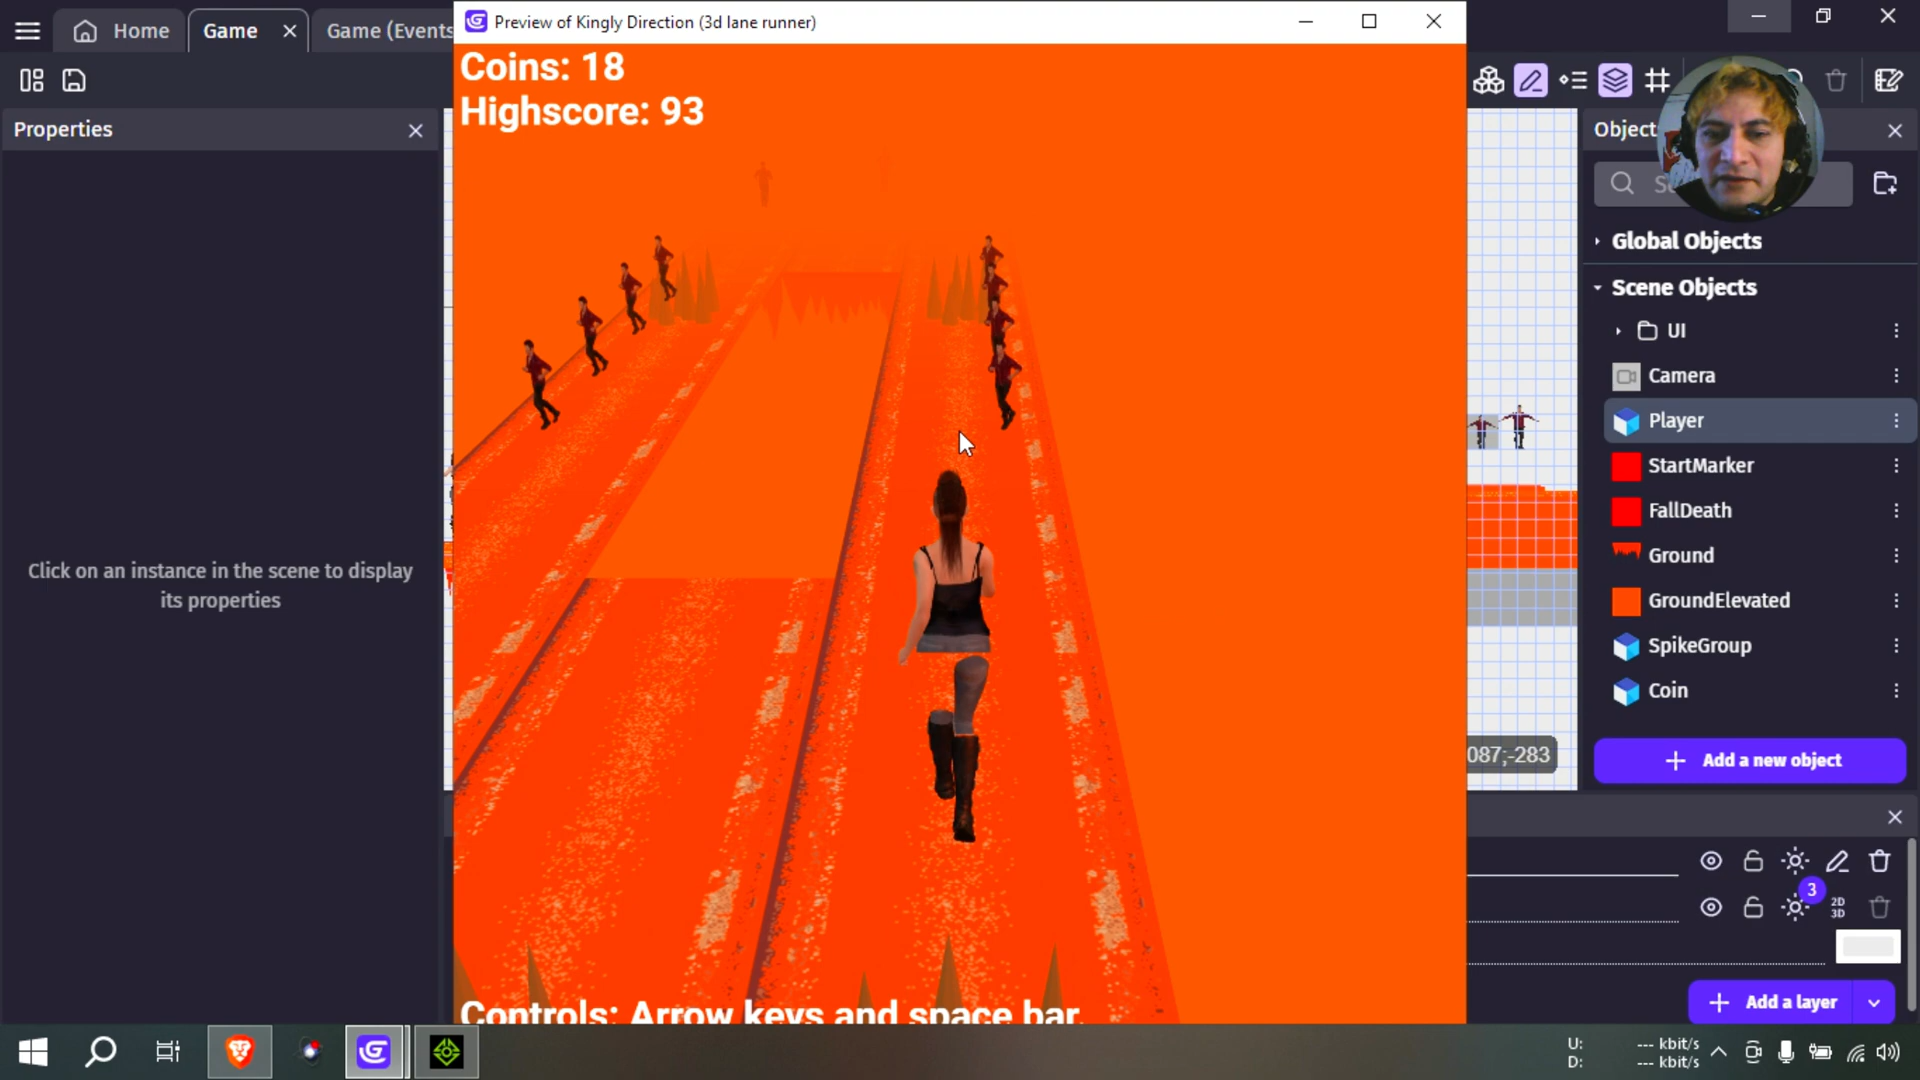 Preview of Kingly Direction (3d lane runner)
Home
Game
Game (Events
Coins: 18
Highscore: 93
Properties
Object
Global Objects
Scene Objects
UI
Camera
Player
StartMarker
FallDeath
Ground
GroundElevated
SpikeGroup
Coin
Click on an instance in the scene to display
its properties
087;-283
Add a new object
3
2D
3D
Add a layer
Controls: Arrow keys and space bar.
U: --- kbit/s
D: --- kbit/s